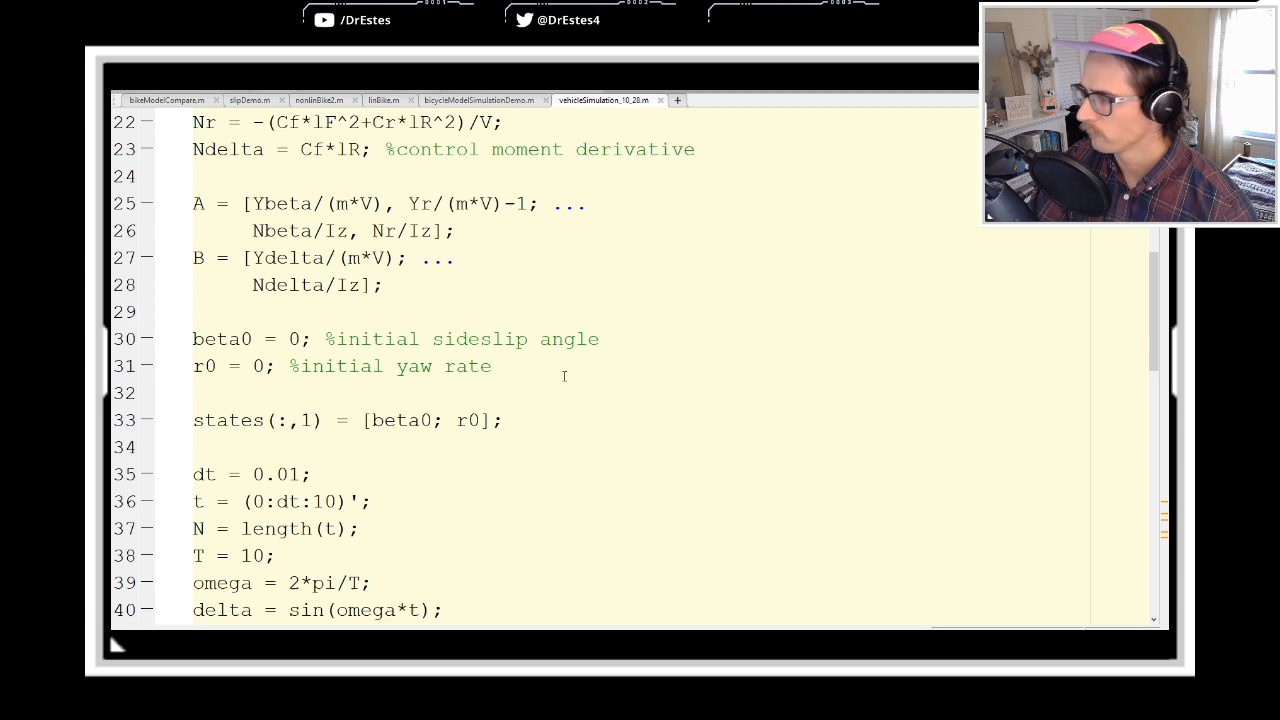 0001
0002
0003
/DrEstes
@DrEstes4
bikeModelCompare.m
slipDemo.m
nonlinBike2.m
linBike.m
bicycleModelSimulationDemo.m
vehicleSimulation_10_28.m
22 Nr = -(Cf*lF^2+Cr*lR^2)/V;
23 Ndelta = Cf*lR; %control moment derivative
24
25 A = [Ybeta/(m*V), Yr/(m*V)-1; ...
26 Nbeta/Iz, Nr/Iz];
27 B = [Ydelta/(m*V); ...
28 Ndelta/Iz];
29
30 beta0 = 0; %initial sideslip angle
31 r0 = 0; %initial yaw rate
32
33 states(:,1) = [beta0; r0];
34
35 dt = 0.01;
36 t = (0:dt:10)';
37 N = length(t);
38 T = 10;
39 omega = 2*pi/T;
40 delta = sin(omega*t);